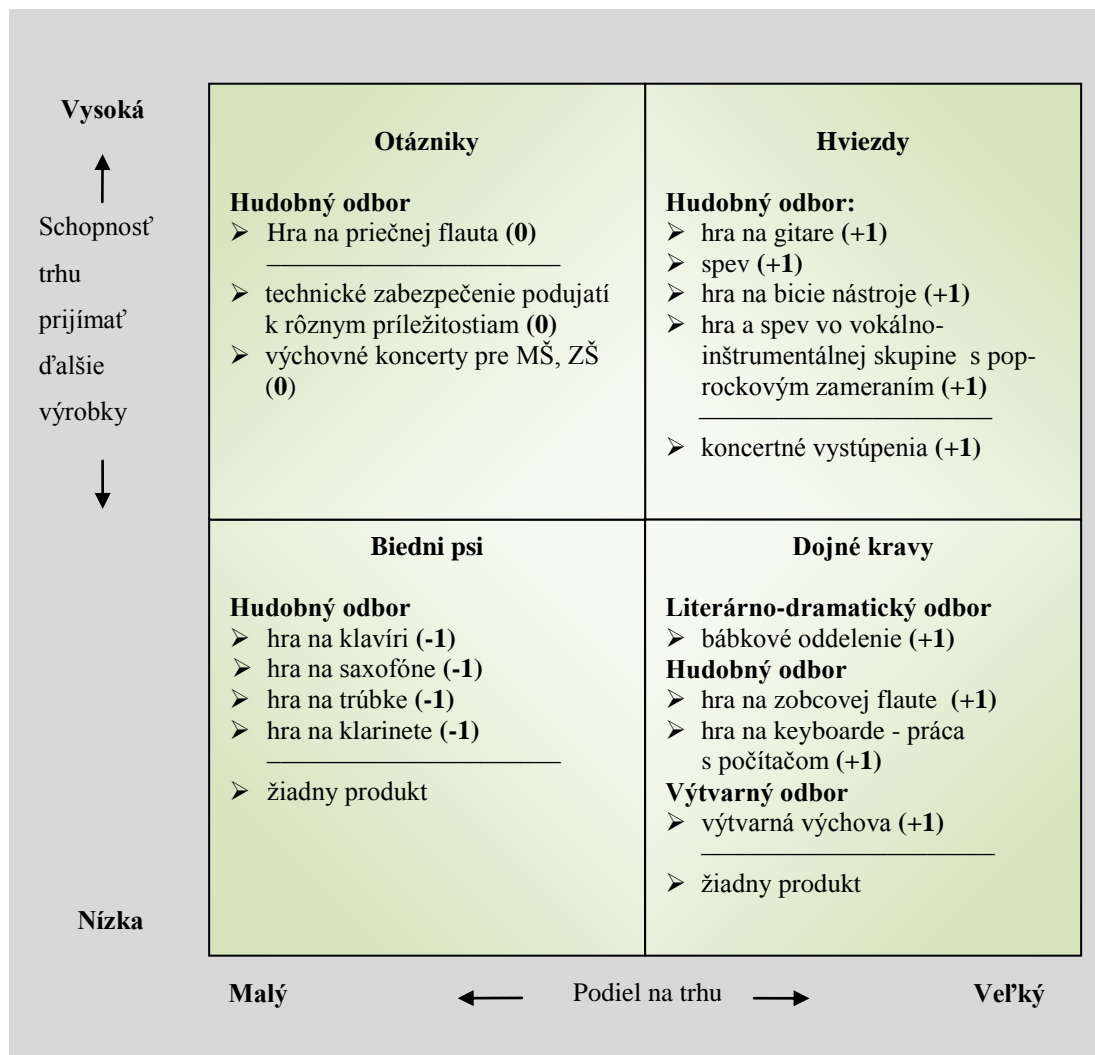 Vysoká
Schopnosť
trhu
prijímať
ďalšie
výrobky
Nízka
Otázniky
Hudobný odbor
➢ Hra na priečnej flauta (0)
➢ technické zabezpečenie podujatí
k rôznym príležitostiam (0)
➢ výchovné koncerty pre MŠ, ZŠ
(0)
Hviezdy
Hudobný odbor:
➢ hra na gitare (+1)
➢ spev (+1)
➢ hra na bicie nástroje (+1)
➢ hra a spev vo vokálno-
inštrumentálnej skupine s pop-
rockovým zameraním (+1)
➢ koncertné vystúpenia (+1)
Biedni psi
Hudobný odbor
➢ hra na klavíri (-1)
➢ hra na saxofóne (-1)
➢ hra na trúbke (-1)
➢ hra na klarinete (-1)
➢ žiadny produkt
Dojné kravy
Literárno-dramatický odbor
➢ bábkové oddelenie (+1)
Hudobný odbor
➢ hra na zobcovej flaute (+1)
➢ hra na keyboarde - práca
s počítačom (+1)
Výtvarný odbor
➢ výtvarná výchova (+1)
➢ žiadny produkt
Malý Podiel na trhu Veľký